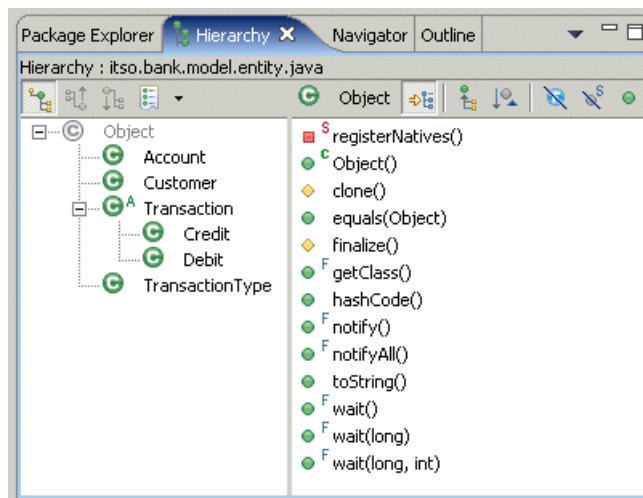 Package Explorer Hierarchy Navigator Outline
Hierarchy : itso.bank.model.entity.java
Object
Object
Account
Customer
A Transaction
Credit
Debit
TransactionType
S registerNatives()
C Object()
clone()
equals(Object)
finalize()
F getClass()
hashCode()
F notify()
F notifyAll()
toString()
F wait()
F wait(long)
F wait(long, int)